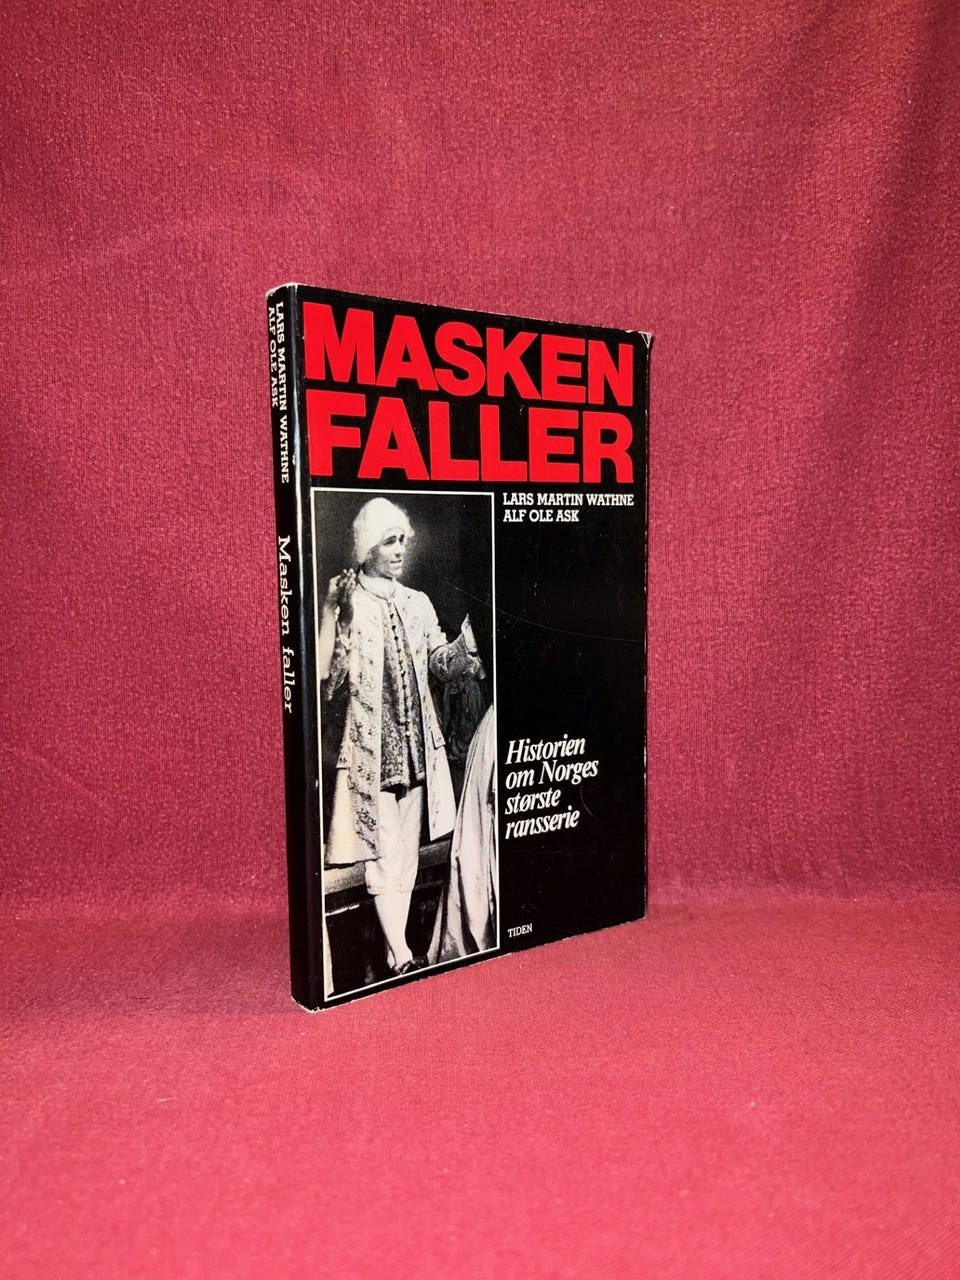 LARS MARTIN WATHNE
ALF OLE ASK
Masken faller
MASKEN
FALLER
LARS MARTIN WATHNE
ALF OLE ASK
Historien
om Norges
største
ransserie
TIDEN